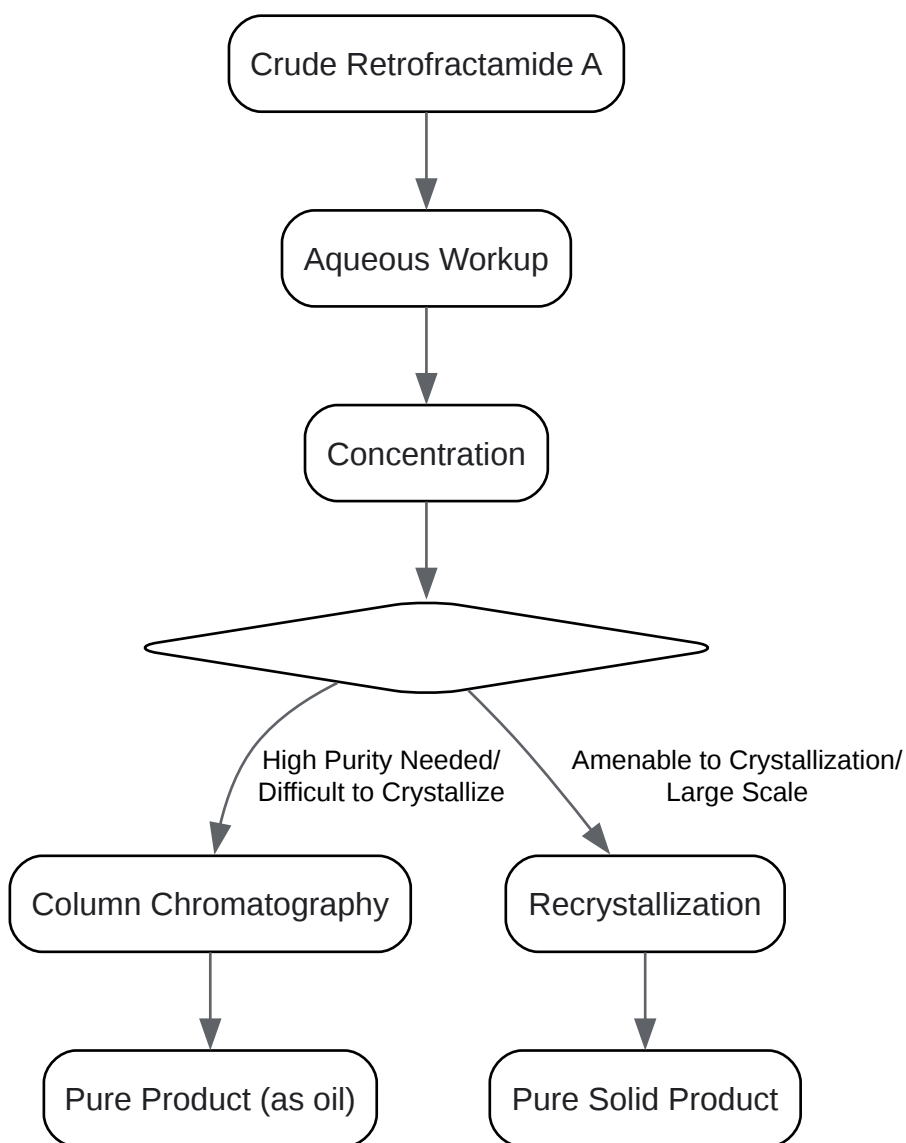 Crude Retrofractamide A
Aqueous Workup
Concentration
High Purity Needed/
Difficult to Crystallize
Amenable to Crystallization/
Large Scale
Column Chromatography
Recrystallization
Pure Product (as oil)
Pure Solid Product